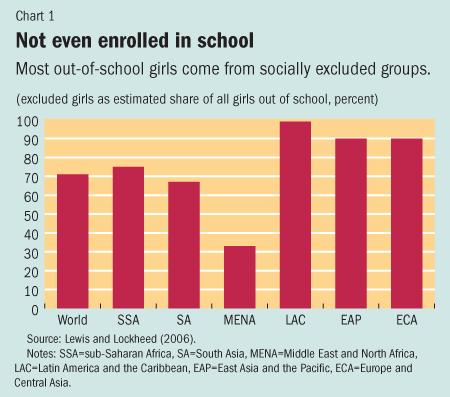 Chart 1
Not even enrolled in school
Most out-of-school girls come from socially excluded groups.
(excluded girls as estimated share of all girls out of school, percent)
100
90
80
70
60
50
40
30
20
10
0
World SSA SA MENA LAC EAP ECA
Source: Lewis and Lockheed (2006).
Notes: SSA=sub-Saharan Africa, SA=South Asia, MENA=Middle East and North Africa,
LAC=Latin America and the Caribbean, EAP=East Asia and the Pacific, ECA=Europe and
Central Asia.